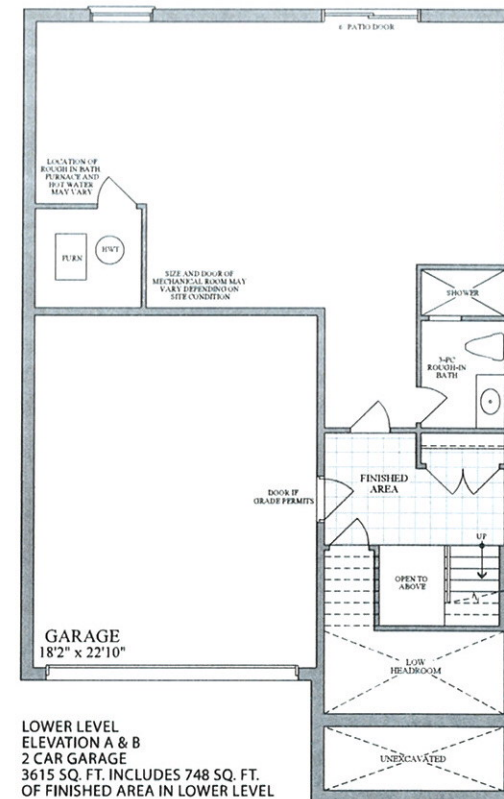 6' PATIO DOOR
LOCATION OF
ROUGH IN BATH
FURNACE AND
HOT WATER
MAY VARY
FURN
HWT
SIZE AND DOOR OF
MECHANICAL ROOM MAY
VARY DEPENDING ON
SITE CONDITION
SHOWER
3-PC
ROUGH-IN
BATH
FINISHED
AREA
DOOR IF
GRADE PERMITS
UP
OPEN TO
ABOVE
GARAGE
18'2" x 22'10"
LOW
HEADROOM
UNEXCAVATED
LOWER LEVEL
ELEVATION A & B
2 CAR GARAGE
3615 SQ. FT. INCLUDES 748 SQ. FT.
OF FINISHED AREA IN LOWER LEVEL